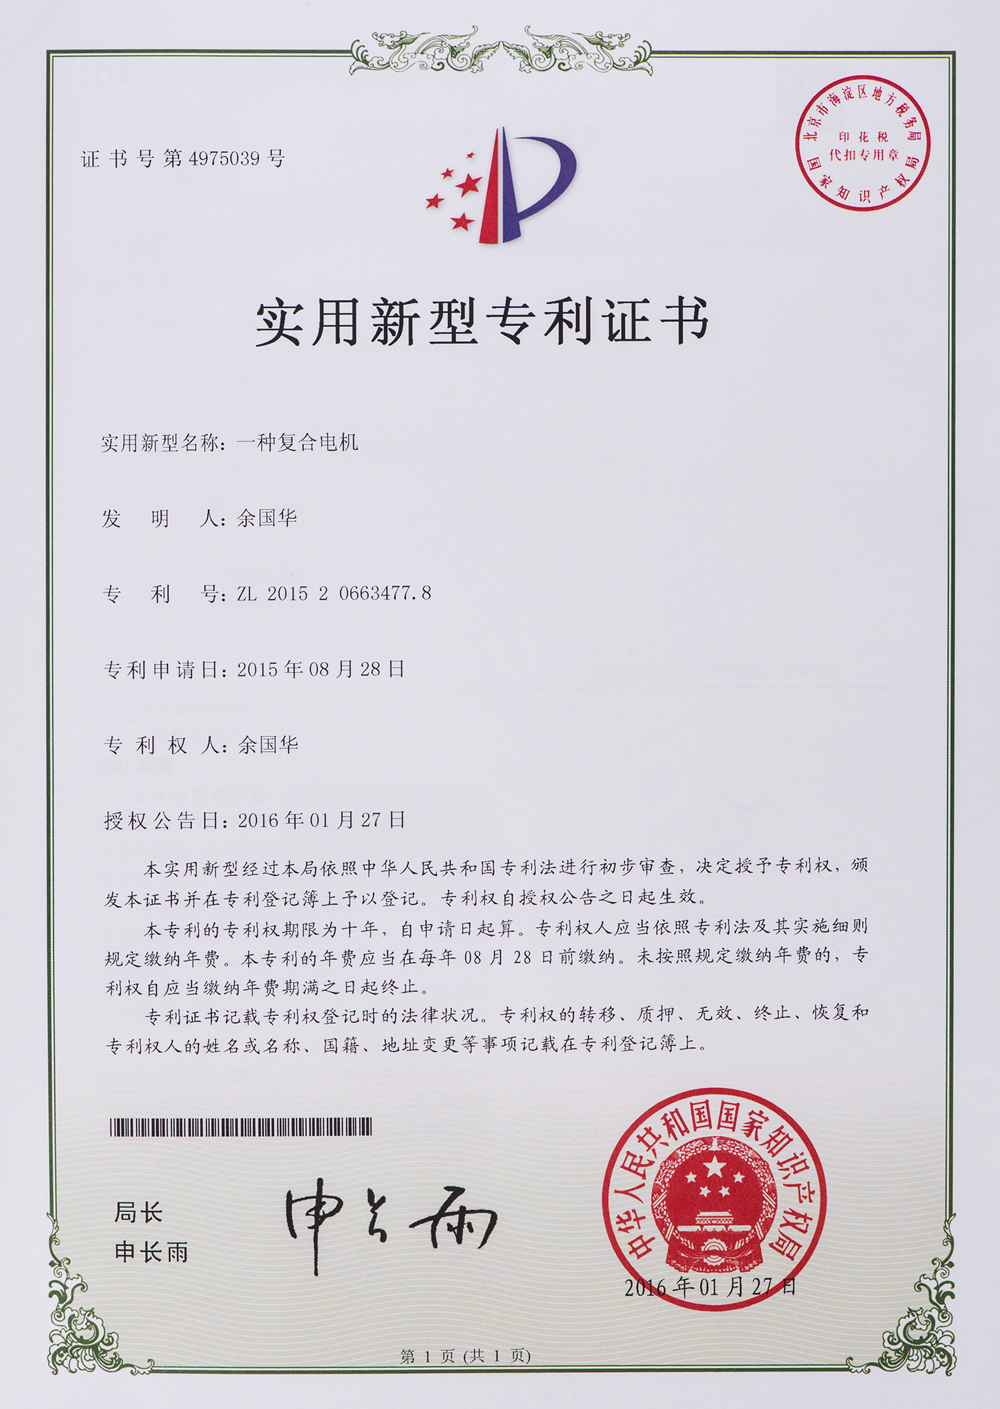 证书号第4975039号
北京市海淀区地方税务局
印花税
代扣专用章
国家知识产权局
实用新型专利证书
实用新型名称：一种复合电机
发明人：余国华
专利号：ZL 2015 2 0663477.8
专利申请日：2015年08月28日
专利权人：余国华
授权公告日：2016年01月27日
本实用新型经过本局依照中华人民共和国专利法进行初步审查，决定授予专利权，颁
发本证书并在专利登记簿上予以登记。专利权自授权公告之日起生效。
本专利的专利权期限为十年，自申请日起算。专利权人应当依照专利法及其实施细则
规定缴纳年费。本专利的年费应当在每年08月28日前缴纳。未按照规定缴纳年费的，专
利权自应当缴纳年费期满之日起终止。
专利证书记载专利权登记时的法律状况。专利权的转移、质押、无效、终止、恢复和
专利权人的姓名或名称、国籍、地址变更等事项记载在专利登记簿上。
局长
申长雨
申长雨
中华人民共和国国家知识产权局
2016年01月27日
第1页(共1页)